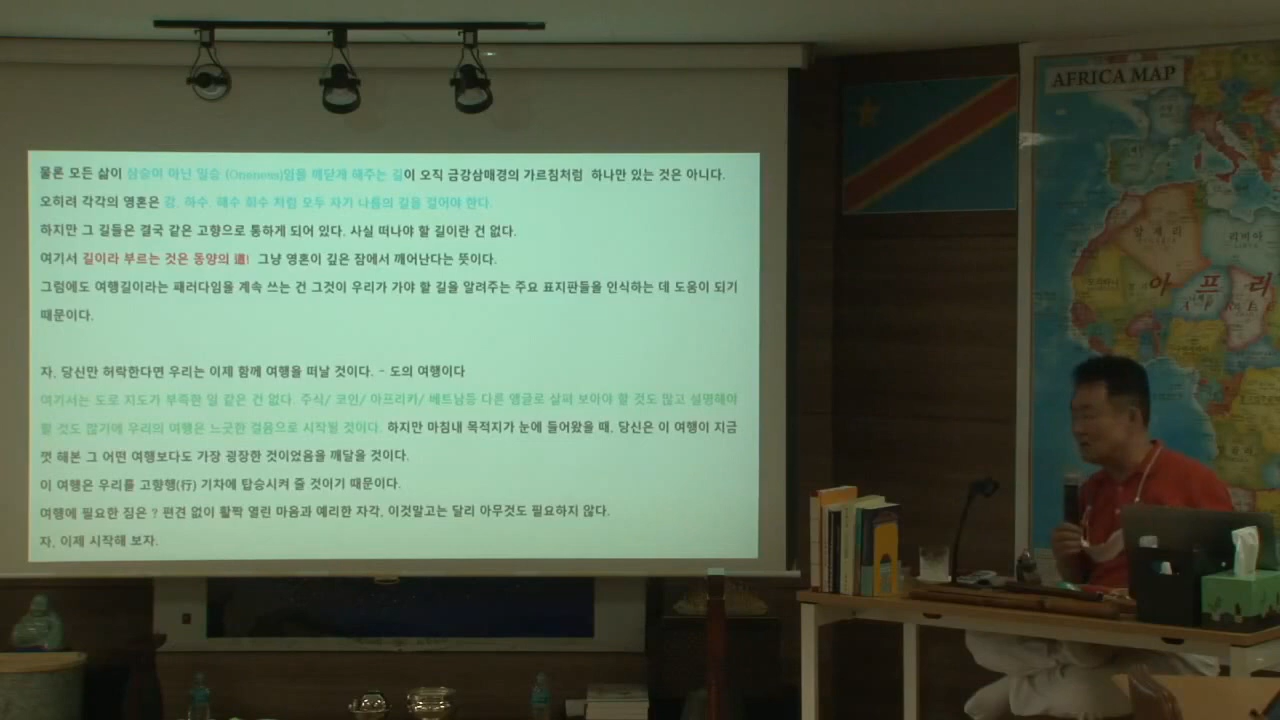 물론 모든 삶이 삼승이 아닌 일승 (Oneness)임을 깨닫게 해주는 길이 오직 금강삼매경의 가르침처럼 하나만 있는 것은 아니다.
오히려 각각의 영혼은 강, 하수, 해수 회수 처럼 모두 자기 나름의 길을 걸어야 한다.
하지만 그 길들은 결국 같은 고향으로 통하게 되어 있다. 사실 떠나야 할 길이란 건 없다.
여기서 길이라 부르는 것은 동양의 道! 그냥 영혼이 깊은 잠에서 깨어난다는 뜻이다.
그럼에도 여행길이라는 패러다임을 계속 쓰는 건 그것이 우리가 가야 할 길을 알려주는 주요 표지판들을 인식하는 데 도움이 되기
때문이다.
자, 당신만 허락한다면 우리는 이제 함께 여행을 떠날 것이다. - 도의 여행이다
여기서는 도로 지도가 부족한 일 같은 건 없다. 주식/ 코인/ 아프리카/ 베트남등 다른 앵글로 살펴 보아야 할 것도 많고 설명해야
할 것도 많기에 우리의 여행은 느긋한 걸음으로 시작될 것이다. 하지만 마침내 목적지가 눈에 들어왔을 때, 당신은 이 여행이 지금
껏 해본 그 어떤 여행보다도 가장 굉장한 것이었음을 깨달을 것이다.
이 여행은 우리를 고향행(行) 기차에 탑승시켜 줄 것이기 때문이다.
여행에 필요한 짐은 ? 편견 없이 활짝 열린 마음과 예리한 자각, 이것말고는 달리 아무것도 필요하지 않다.
자, 이제 시작해 보자.
AFRICA MAP
알제리
리비아
아프리